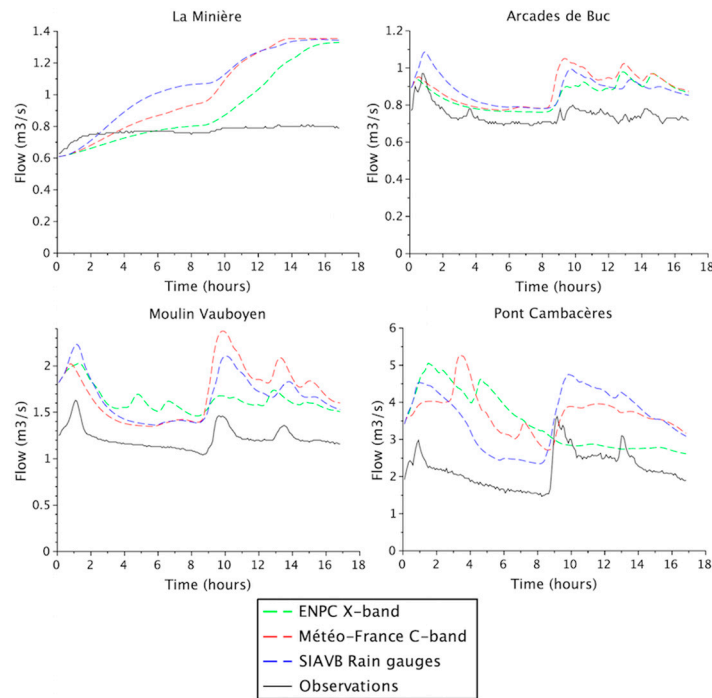 La Minière
1.4
1.2
1
0.8
0.6
0.4
0.2
0
Flow (m3/s)
0 2 4 6 8 10 12 14 16 18
Time (hours)
Arcades de Buc
1.2
1
0.8
0.6
0.4
0.2
0
Flow (m3/s)
0 2 4 6 8 10 12 14 16 18
Time (hours)
Moulin Vauboyen
2
1.5
1
0.5
0
Flow (m3/s)
0 2 4 6 8 10 12 14 16 18
Time (hours)
Pont Cambacères
6
5
4
3
2
1
0
Flow (m3/s)
0 2 4 6 8 10 12 14 16 18
Time (hours)
ENPC X-band
Météo-France C-band
SIAVB Rain gauges
Observations